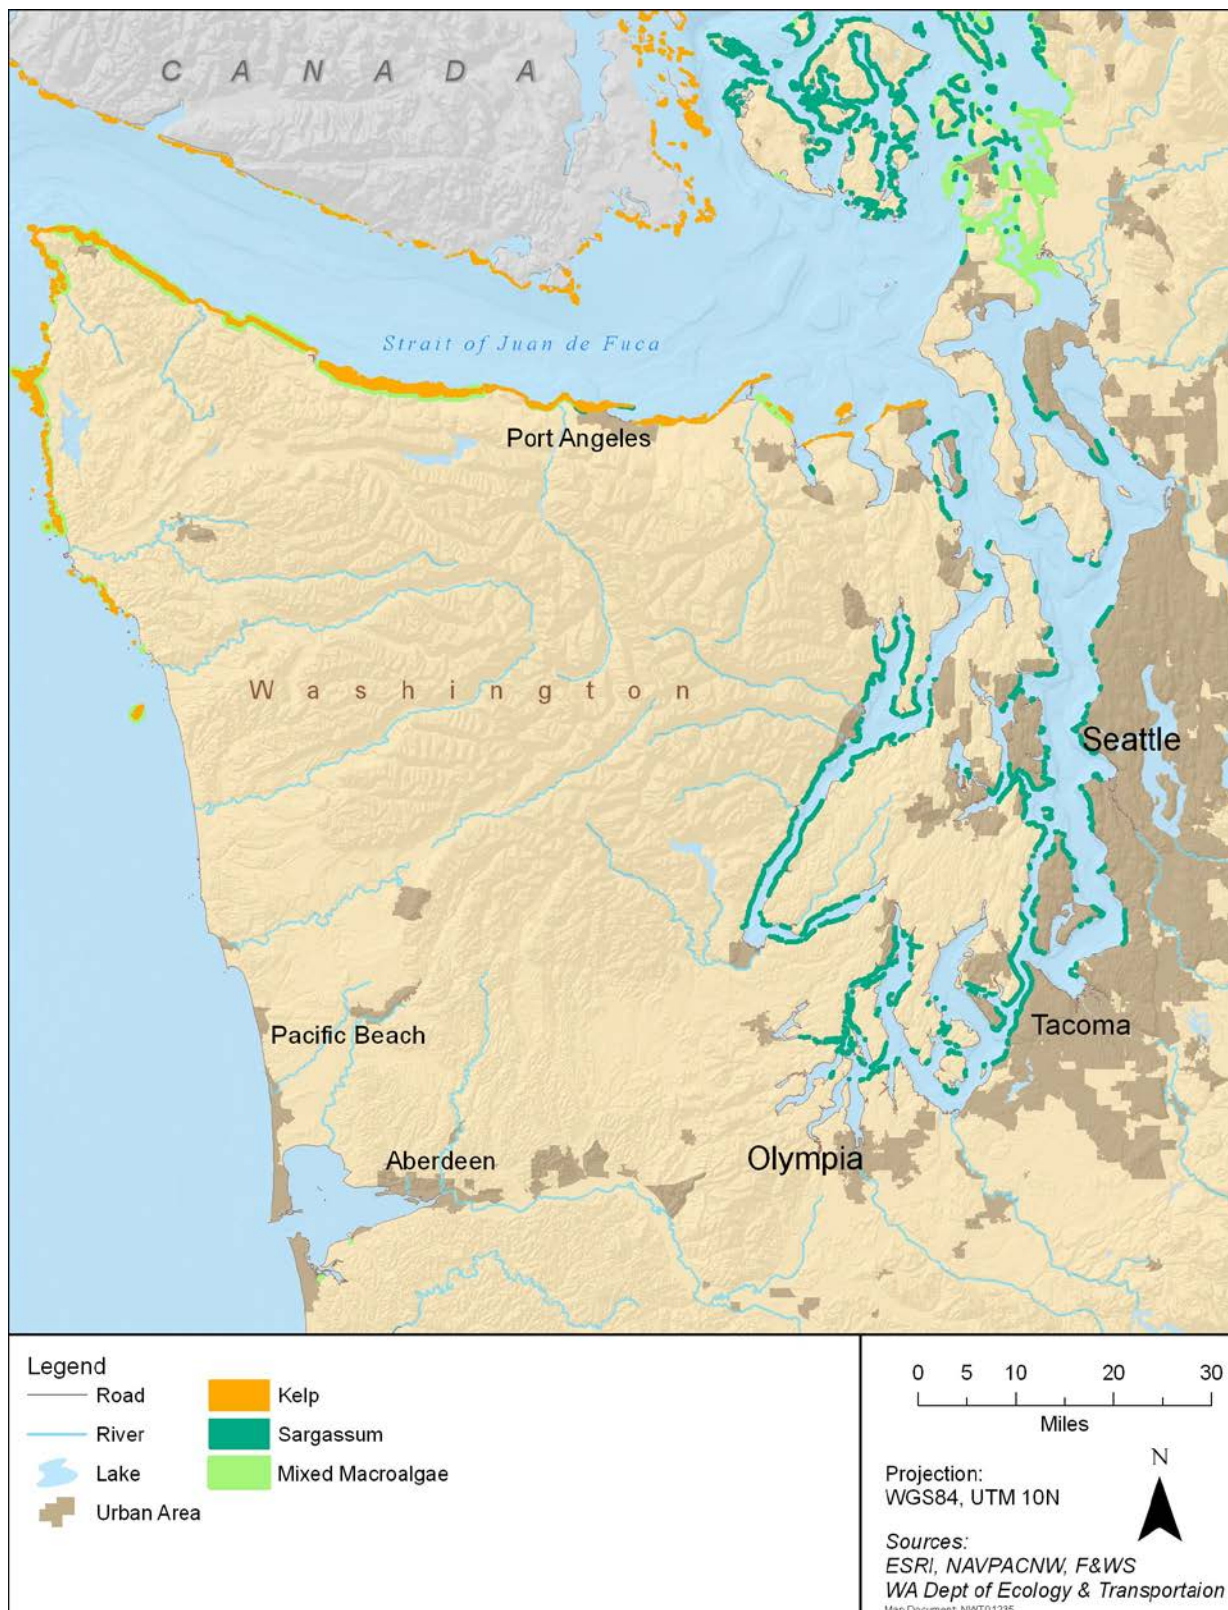 C A N A D A
Strait of Juan de Fuca
Port Angeles
W a s h i n g t o n
Seattle
Pacific Beach
Tacoma
Aberdeen
Olympia
Legend
Road
River
Lake
Urban Area
Kelp
Sargassum
Mixed Macroalgae
0 5 10 20 30
Miles
N
Projection:
WGS84, UTM 10N
Sources:
ESRI, NAVPACNW, F&WS
WA Dept of Ecology & Transportaion